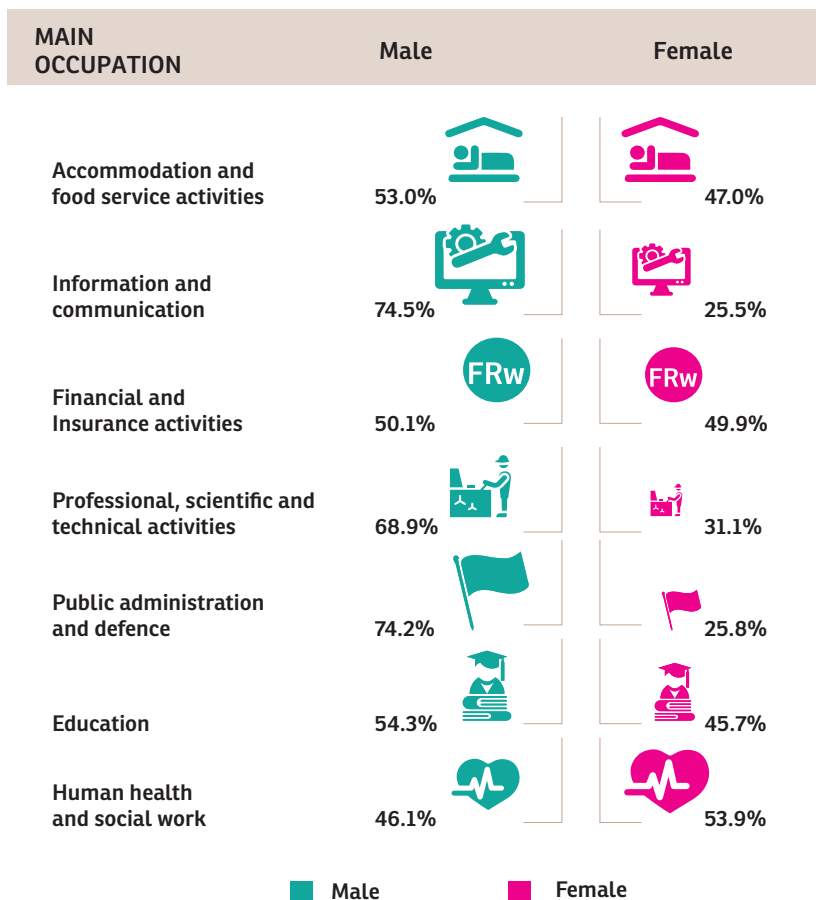 MAIN
OCCUPATION
Male
Female
Accommodation and
food service activities
53.0%
47.0%
Information and
communication
74.5%
25.5%
FRw
FRw
Financial and
Insurance activities
50.1%
49.9%
Professional, scientific and
technical activities
68.9%
31.1%
Public administration
and defence
74.2%
25.8%
Education
54.3%
45.7%
Human health
and social work
46.1%
53.9%
Male
Female